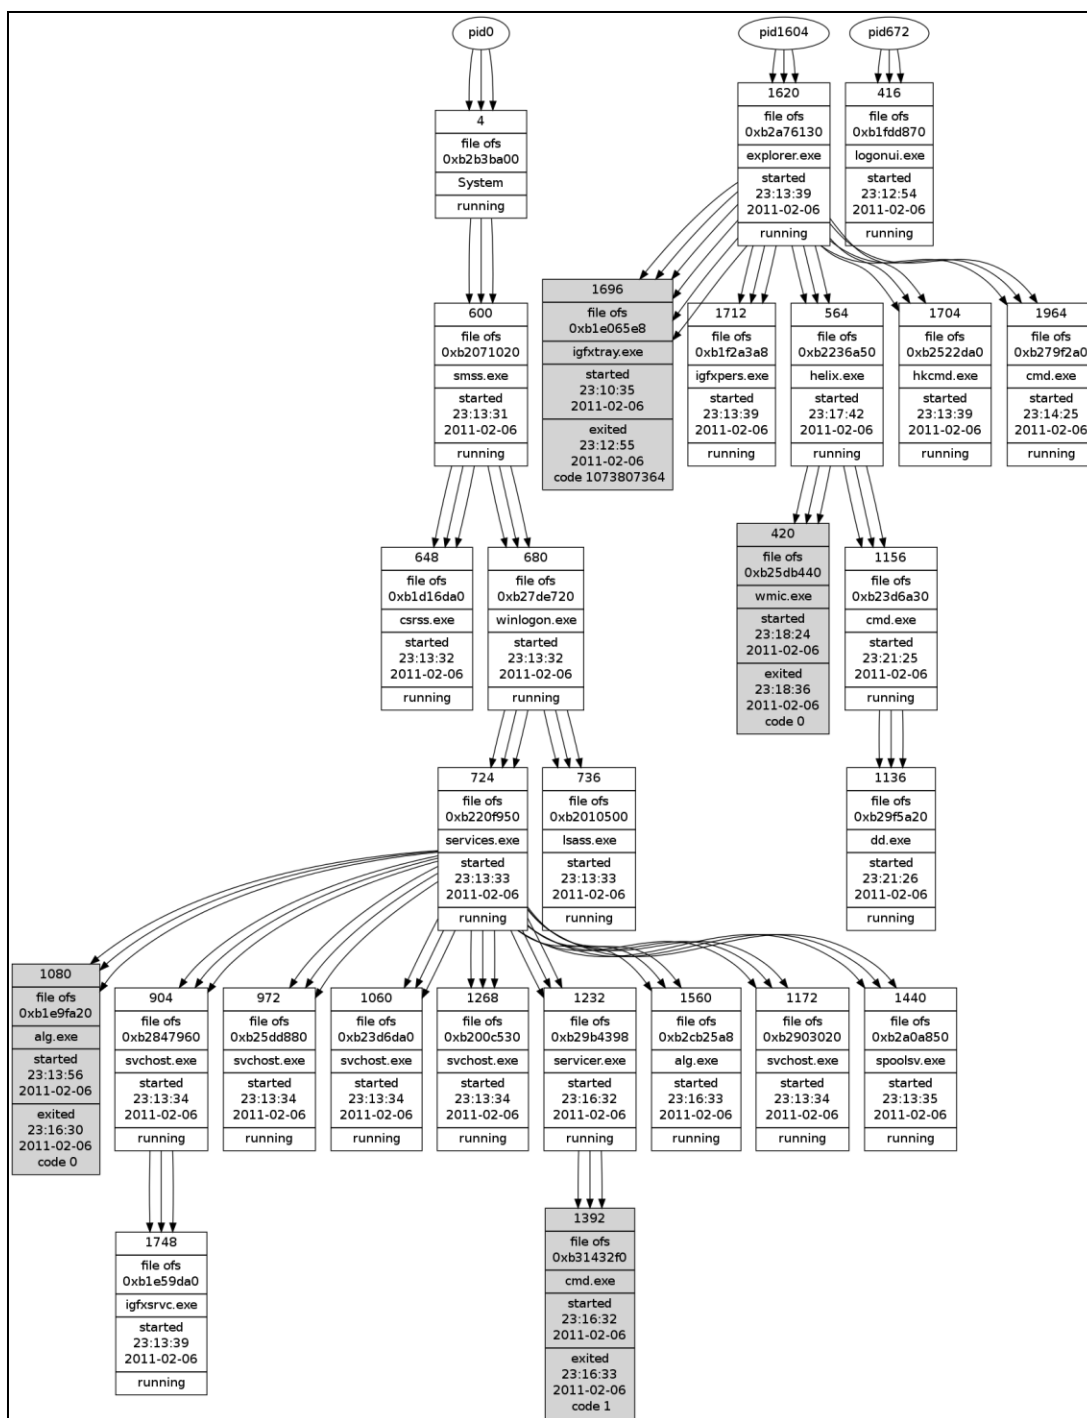 pid0
pid1604
pid672
4
file ofs
0xb2b3ba00
System
running
1620
file ofs
0xb2a76130
explorer.exe
started
23:13:39
2011-02-06
running
416
file ofs
0xb1fdd870
logonui.exe
started
23:12:54
2011-02-06
running
600
file ofs
0xb2071020
smss.exe
started
23:13:31
2011-02-06
running
1696
file ofs
0xb1e065e8
igfxtray.exe
started
23:10:35
2011-02-06
exited
23:12:55
2011-02-06
code 1073807364
1712
file ofs
0xb1f2a3a8
igfxpers.exe
started
23:13:39
2011-02-06
running
564
file ofs
0xb2236a50
helix.exe
started
23:17:42
2011-02-06
running
1704
file ofs
0xb2522da0
hkcmd.exe
started
23:13:39
2011-02-06
running
1964
file ofs
0xb279f2a0
cmd.exe
started
23:14:25
2011-02-06
running
648
file ofs
0xb1d16da0
csrss.exe
started
23:13:32
2011-02-06
running
680
file ofs
0xb27de720
winlogon.exe
started
23:13:32
2011-02-06
running
420
file ofs
0xb25db440
wmic.exe
started
23:18:24
2011-02-06
exited
23:18:36
2011-02-06
code 0
1156
file ofs
0xb23d6a30
cmd.exe
started
23:21:25
2011-02-06
running
724
file ofs
0xb220f950
services.exe
started
23:13:33
2011-02-06
running
736
file ofs
0xb2010500
lsass.exe
started
23:13:33
2011-02-06
running
1136
file ofs
0xb29f5a20
dd.exe
started
23:21:26
2011-02-06
running
1080
file ofs
0xb1e9fa20
alg.exe
started
23:13:56
2011-02-06
exited
23:16:30
2011-02-06
code 0
904
file ofs
0xb2847960
svchost.exe
started
23:13:34
2011-02-06
running
972
file ofs
0xb25dd880
svchost.exe
started
23:13:34
2011-02-06
running
1060
file ofs
0xb23d6da0
svchost.exe
started
23:13:34
2011-02-06
running
1268
file ofs
0xb200c530
svchost.exe
started
23:13:34
2011-02-06
running
1232
file ofs
0xb29b4398
servicer.exe
started
23:16:32
2011-02-06
running
1560
file ofs
0xb2cb25a8
alg.exe
started
23:16:33
2011-02-06
running
1172
file ofs
0xb2903020
svchost.exe
started
23:13:34
2011-02-06
running
1440
file ofs
0xb2a0a850
spoolsv.exe
started
23:13:35
2011-02-06
running
1748
file ofs
0xb1e59da0
igfxsrvc.exe
started
23:13:39
2011-02-06
running
1392
file ofs
0xb31432f0
cmd.exe
started
23:16:32
2011-02-06
exited
23:16:33
2011-02-06
code 1